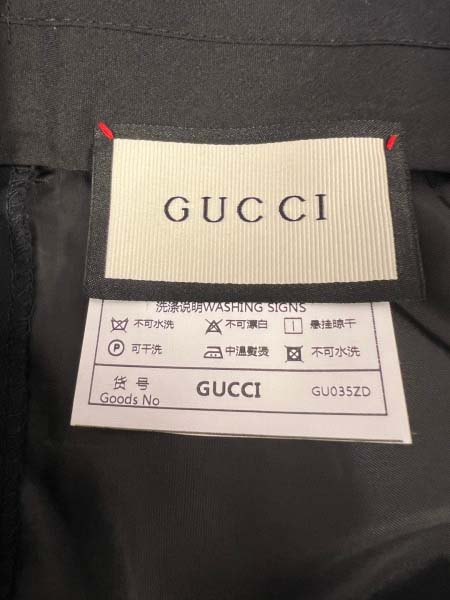 GUCCI
洗涤说明WASHING SIGNS
不可水洗 不可漂白 悬挂晾干
可干洗 中溫熨烫 不可水洗
货 号 GUCCI GU035ZD
Goods No